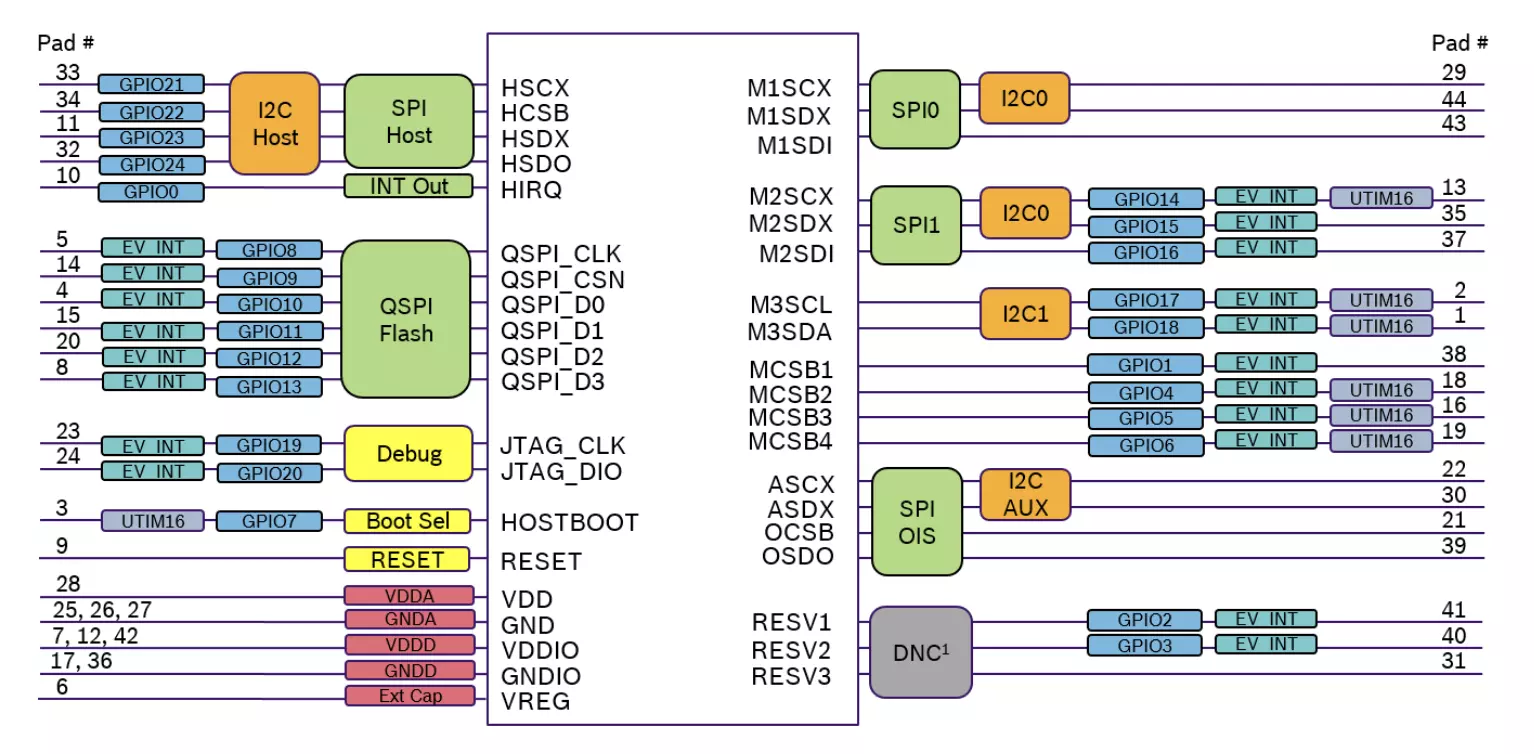 Pad #
33 GPIO21 HSCX
34 GPIO22 I2C SPI HCSB
11 GPIO23 Host Host HSDX
32 GPIO24 HSDO
10 GPIO0 INT Out HIRQ
5 EV_INT GPIO8 QSPI_CLK
14 EV_INT GPIO9 QSPI_CSN
4 EV_INT GPIO10 QSPI QSPI_D0
15 EV_INT GPIO11 Flash QSPI_D1
20 EV_INT GPIO12 QSPI_D2
8 EV_INT GPIO13 QSPI_D3
23 EV_INT GPIO19 Debug JTAG_CLK
24 EV_INT GPIO20 JTAG_DIO
3 UTIM16 GPIO7 Boot Sel HOSTBOOT
9 RESET RESET
28 VDDA VDD
25, 26, 27 GNDA GND
7, 12, 42 VDDD VDDIO
17, 36 GNDD GNDIO
6 Ext Cap VREG
Pad #
M1SCX 29
M1SDX SPI0 I2C0 44
M1SDI 43
M2SCX GPIO14 EV_INT UTIM16 13
M2SDX SPI1 I2C0 GPIO15 EV_INT 35
M2SDI GPIO16 EV_INT 37
M3SCL I2C1 GPIO17 EV_INT UTIM16 2
M3SDA GPIO18 EV_INT UTIM16 1
MCSB1 GPIO1 EV_INT 38
MCSB2 GPIO4 EV_INT UTIM16 18
MCSB3 GPIO5 EV_INT UTIM16 16
MCSB4 GPIO6 EV_INT UTIM16 19
ASCX I2C 22
ASDX SPI AUX 30
OCSB OIS 21
OSDO 39
RESV1 GPIO2 EV_INT 41
RESV2 DNC¹ GPIO3 EV_INT 40
RESV3 31